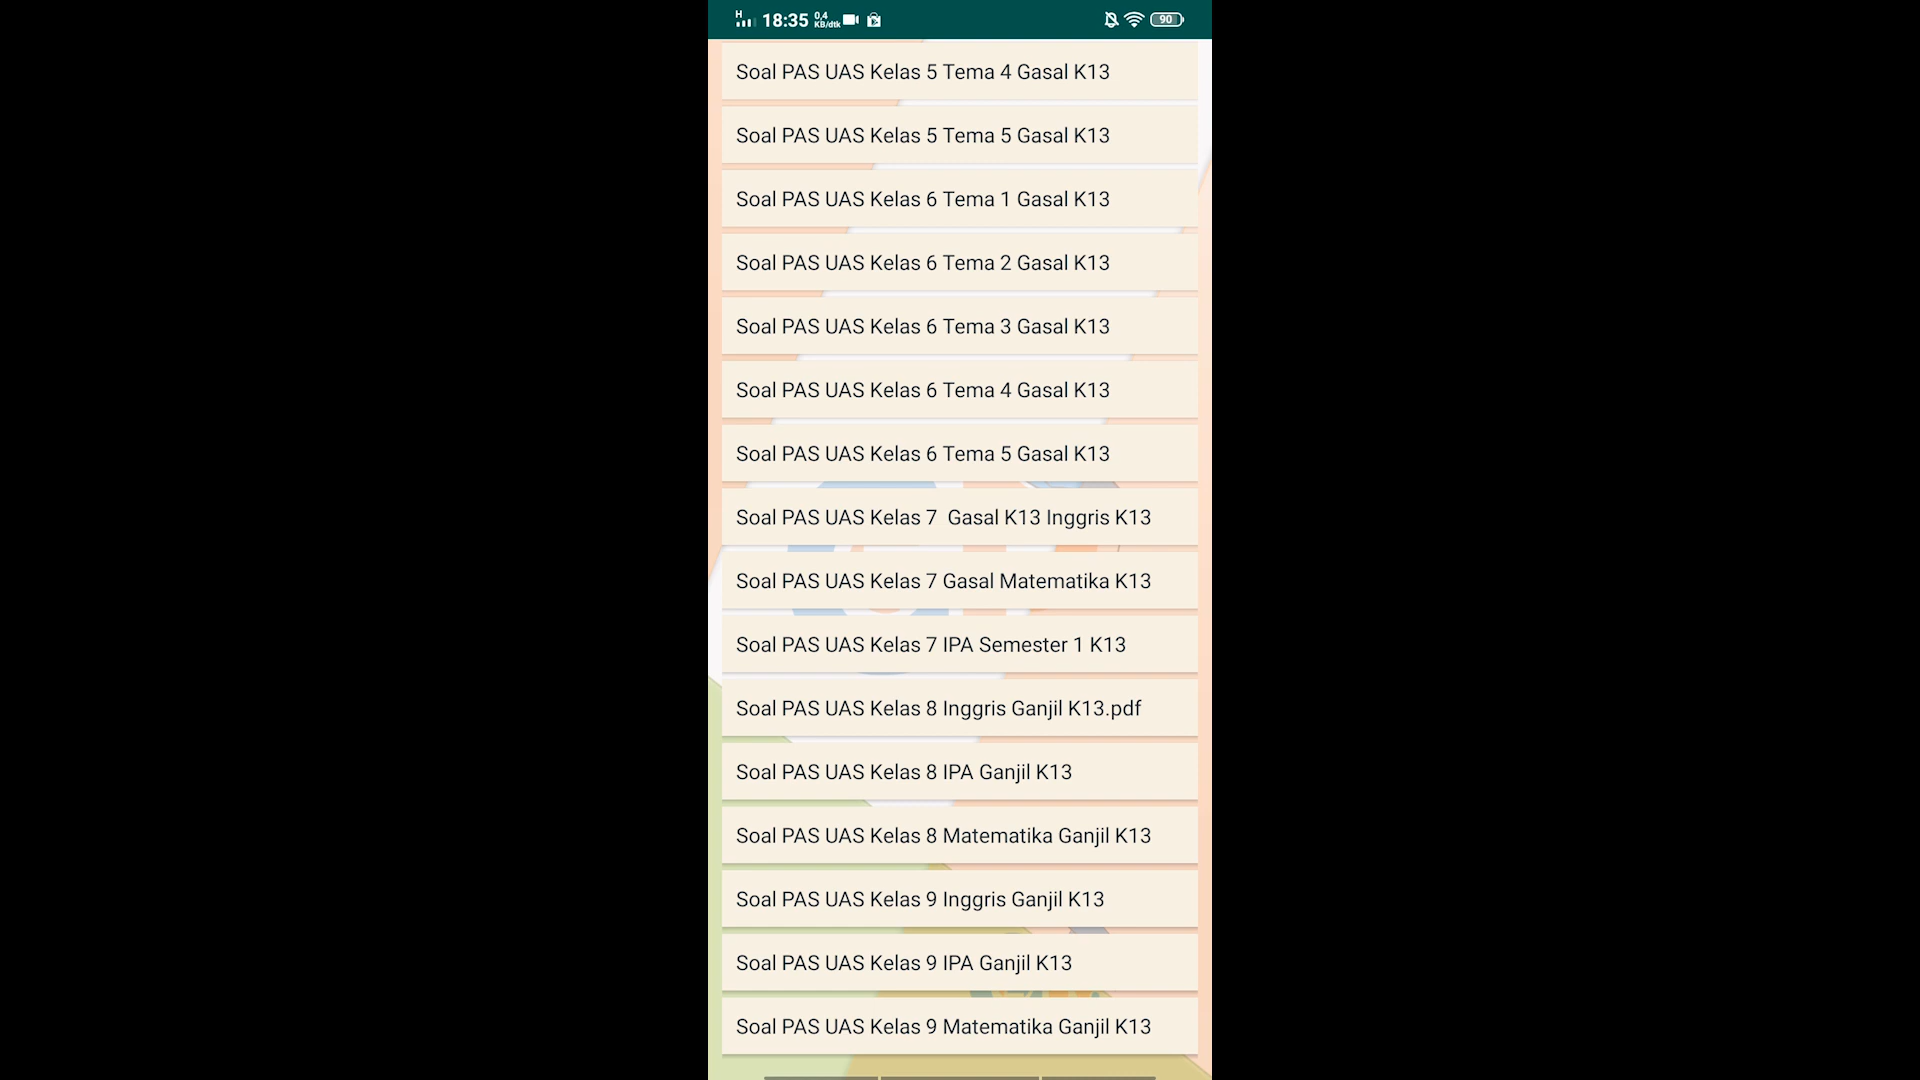 H 18:35 0,4 KB/dtk 90
Soal PAS UAS Kelas 5 Tema 4 Gasal K13
Soal PAS UAS Kelas 5 Tema 5 Gasal K13
Soal PAS UAS Kelas 6 Tema 1 Gasal K13
Soal PAS UAS Kelas 6 Tema 2 Gasal K13
Soal PAS UAS Kelas 6 Tema 3 Gasal K13
Soal PAS UAS Kelas 6 Tema 4 Gasal K13
Soal PAS UAS Kelas 6 Tema 5 Gasal K13
Soal PAS UAS Kelas 7  Gasal K13 Inggris K13
Soal PAS UAS Kelas 7 Gasal Matematika K13
Soal PAS UAS Kelas 7 IPA Semester 1 K13
Soal PAS UAS Kelas 8 Inggris Ganjil K13.pdf
Soal PAS UAS Kelas 8 IPA Ganjil K13
Soal PAS UAS Kelas 8 Matematika Ganjil K13
Soal PAS UAS Kelas 9 Inggris Ganjil K13
Soal PAS UAS Kelas 9 IPA Ganjil K13
Soal PAS UAS Kelas 9 Matematika Ganjil K13